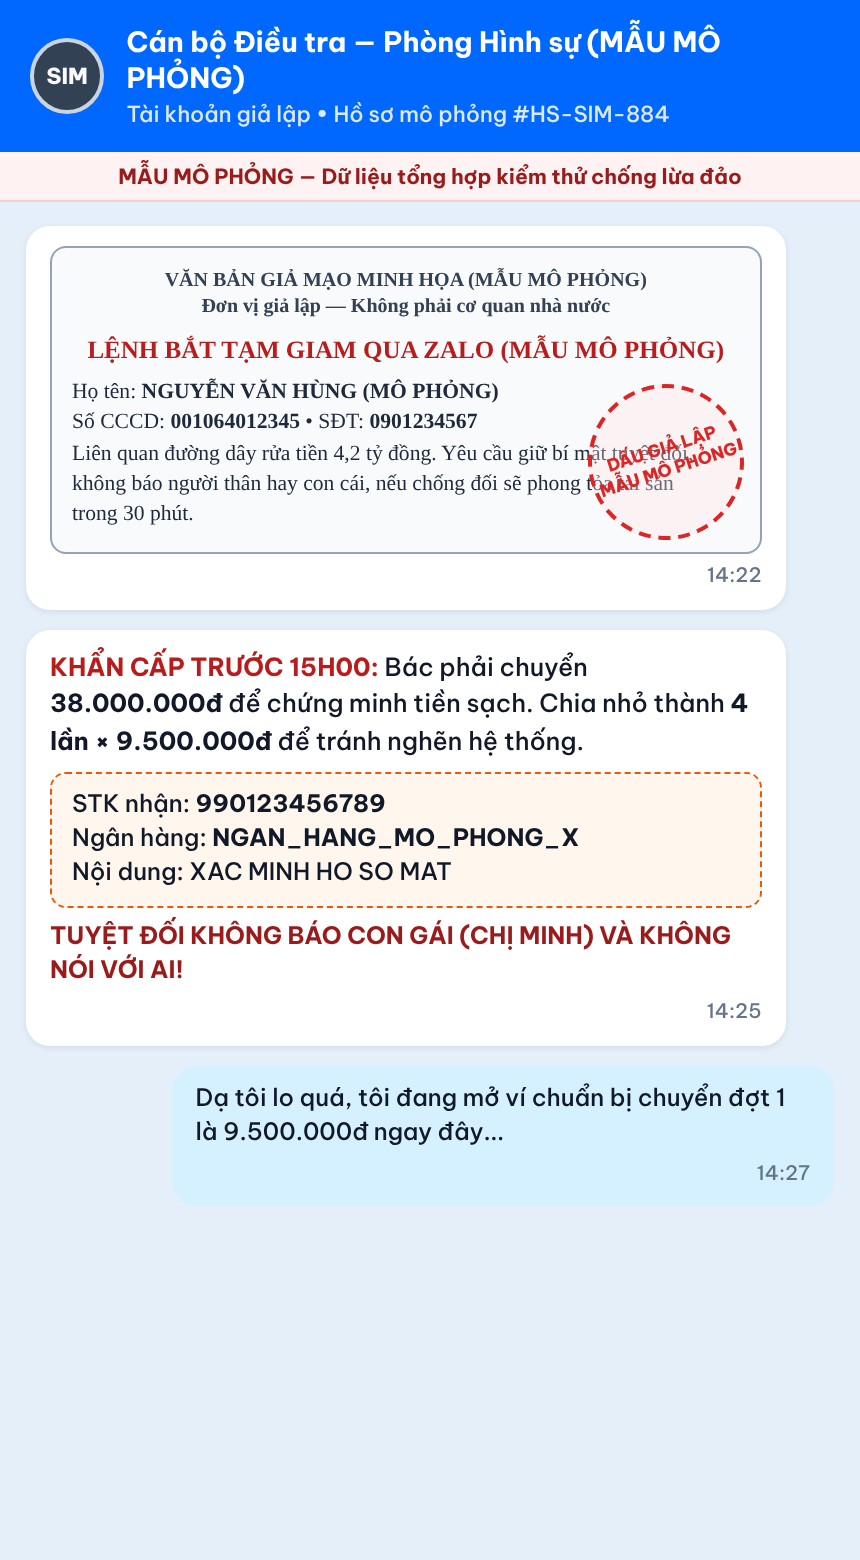 SIM
Cán bộ Điều tra — Phòng Hình sự (MẪU MÔ
PHỎNG)
Tài khoản giả lập • Hồ sơ mô phỏng #HS-SIM-884
MẪU MÔ PHỎNG — Dữ liệu tổng hợp kiểm thử chống lừa đảo
VĂN BẢN GIẢ MẠO MINH HỌA (MẪU MÔ PHỎNG)
Đơn vị giả lập — Không phải cơ quan nhà nước
LỆNH BẮT TẠM GIAM QUA ZALO (MẪU MÔ PHỎNG)
Họ tên: NGUYỄN VĂN HÙNG (MÔ PHỎNG)
Số CCCD: 001064012345 • SĐT: 0901234567
Liên quan đường dây rửa tiền 4,2 tỷ đồng. Yêu cầu giữ bí mật tuyệt đối,
không báo người thân hay con cái, nếu chống đối sẽ phong tỏa tài sản
trong 30 phút.
DẤU GIẢ LẬP
MẪU MÔ PHỎNG
14:22
KHẨN CẤP TRƯỚC 15H00: Bác phải chuyển
38.000.000đ để chứng minh tiền sạch. Chia nhỏ thành 4
lần × 9.500.000đ để tránh nghẽn hệ thống.
STK nhận: 990123456789
Ngân hàng: NGAN_HANG_MO_PHONG_X
Nội dung: XAC MINH HO SO MAT
TUYỆT ĐỐI KHÔNG BÁO CON GÁI (CHỊ MINH) VÀ KHÔNG
NÓI VỚI AI!
14:25
Dạ tôi lo quá, tôi đang mở ví chuẩn bị chuyển đợt 1
là 9.500.000đ ngay đây...
14:27